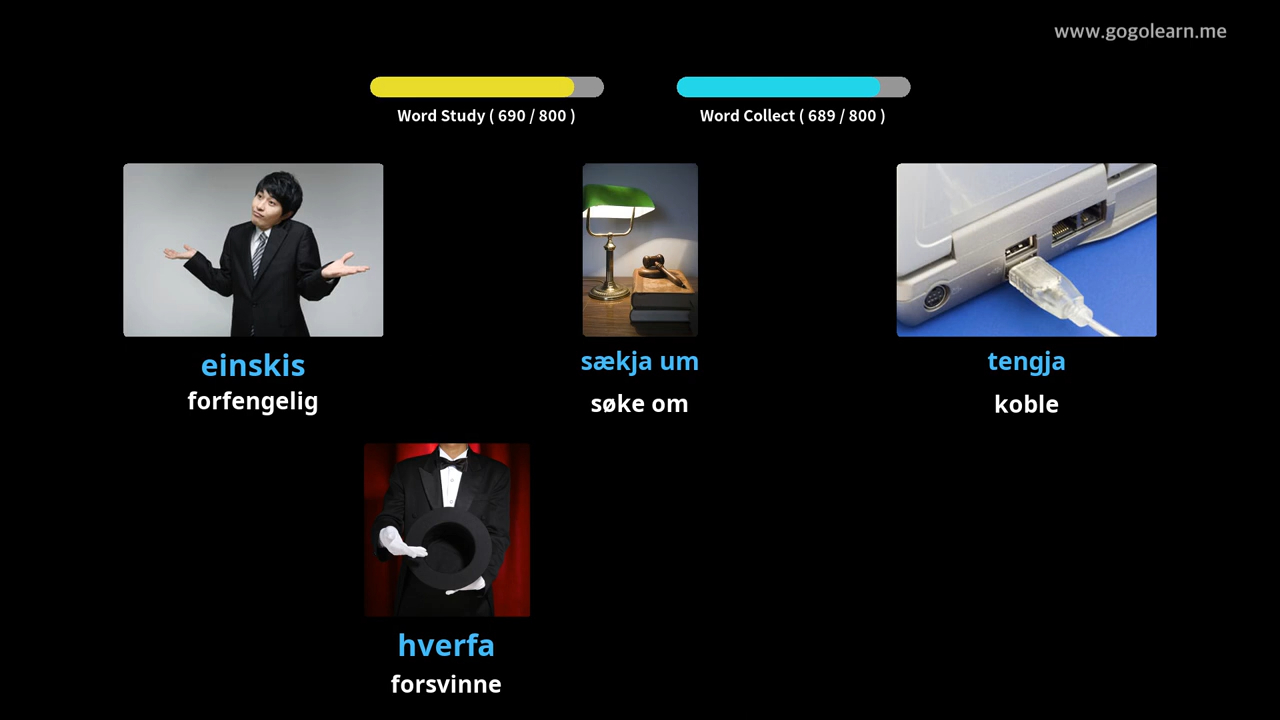 www.gogolearn.me
Word Study ( 690 / 800 )
Word Collect ( 689 / 800 )
einskis
forfengelig
sækja um
søke om
tengja
koble
hverfa
forsvinne